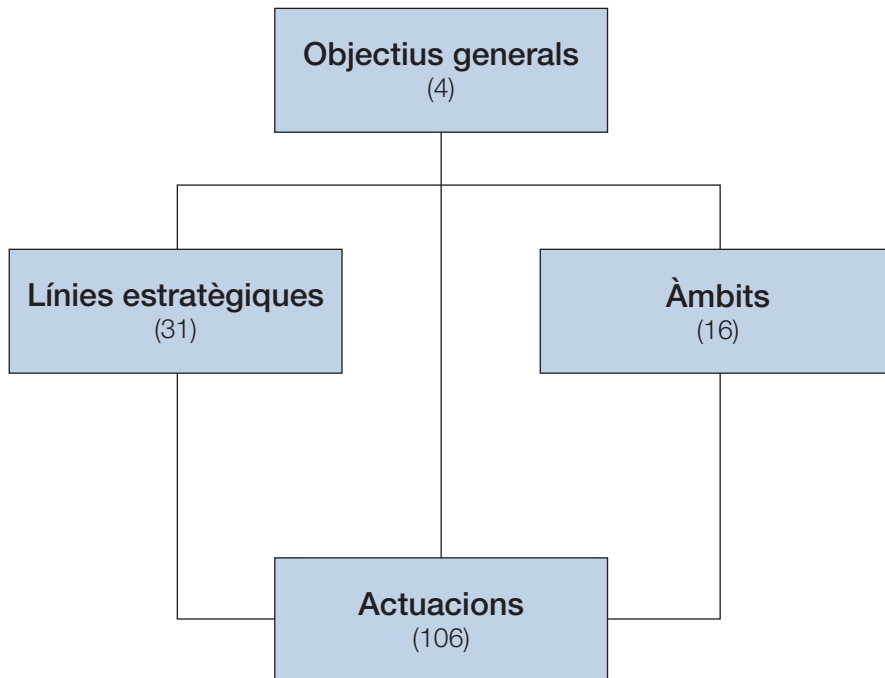 Objectius generals
(4)
Línies estratègiques
(31)
Àmbits
(16)
Actuacions
(106)